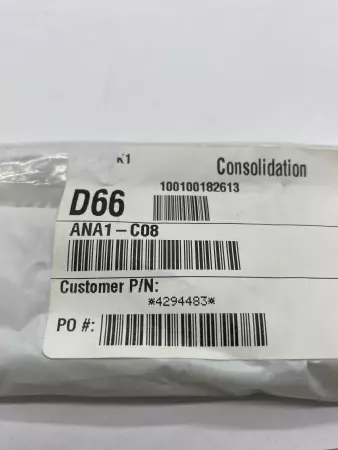 K1 Consolidation
100100182613
D66
ANA1-C08
Customer P/N:
*4294483*
PO #: